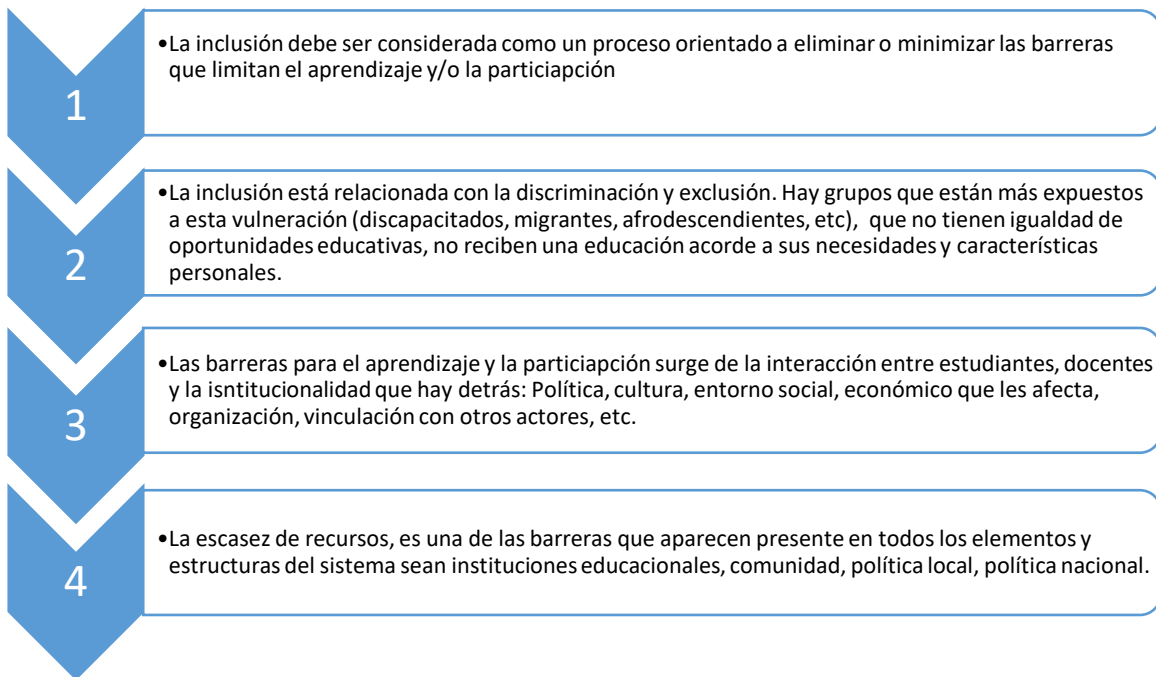 1
•La inclusión debe ser considerada como un proceso orientado a eliminar o minimizar las barreras
que limitan el aprendizaje y/o la particiapción
2
•La inclusión está relacionada con la discriminación y exclusión. Hay grupos que están más expuestos
a esta vulneración (discapacitados, migrantes, afrodescendientes, etc), que no tienen igualdad de
oportunidades educativas, no reciben una educación acorde a sus necesidades y características
personales.
3
•Las barreras para el aprendizaje y la particiapción surge de la interacción entre estudiantes, docentes
y la isntitucionalidad que hay detrás: Política, cultura, entorno social, económico que les afecta,
organización, vinculación con otros actores, etc.
4
•La escasez de recursos, es una de las barreras que aparecen presente en todos los elementos y
estructuras del sistema sean instituciones educacionales, comunidad, política local, política nacional.